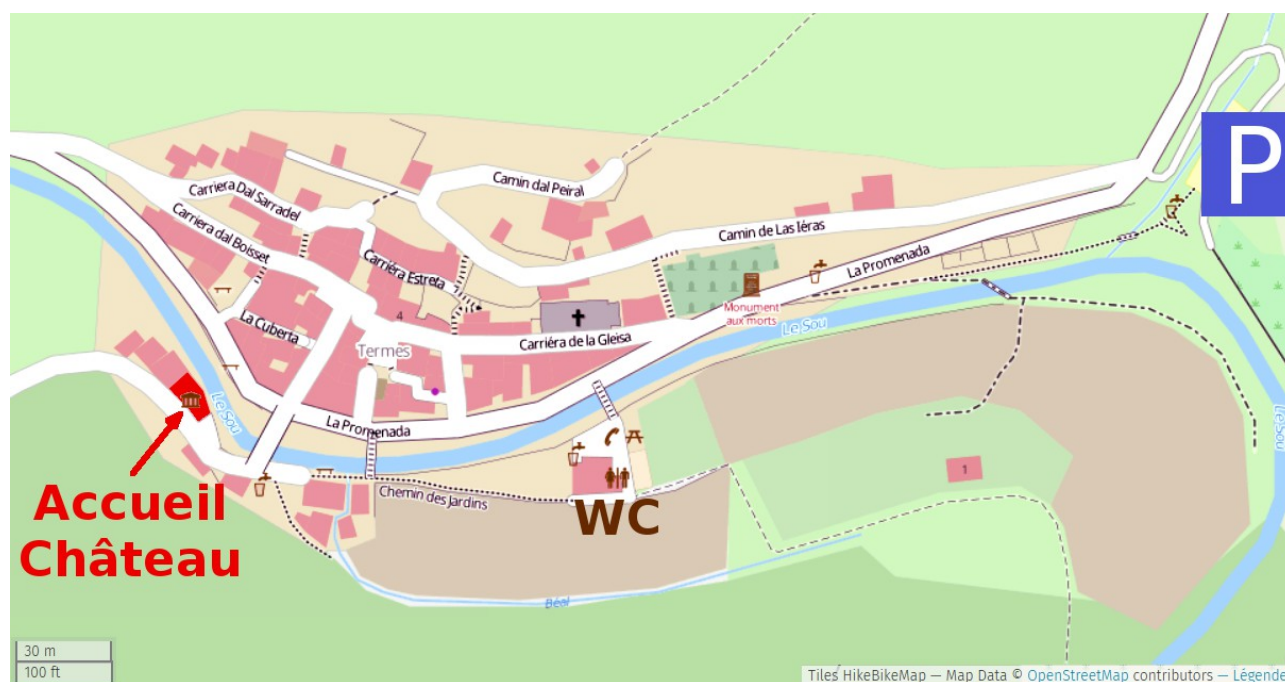 P
Camin dal Peiral
Carriera Dal Sarradel
Carriera dal Boisset
Carriéra Estreta
Camin de Las Iéras
La Promenada
Monument
aux morts
Le Sou
4
La Cuberta
Termes
Carriéra de la Gleisa
Le Sou
La Promenada
Le Sou
1
Chemin des Jardins
Accueil
Château
WC
Béal
30 m
100 ft
Tiles HikeBikeMap — Map Data © OpenStreetMap contributors — Légende